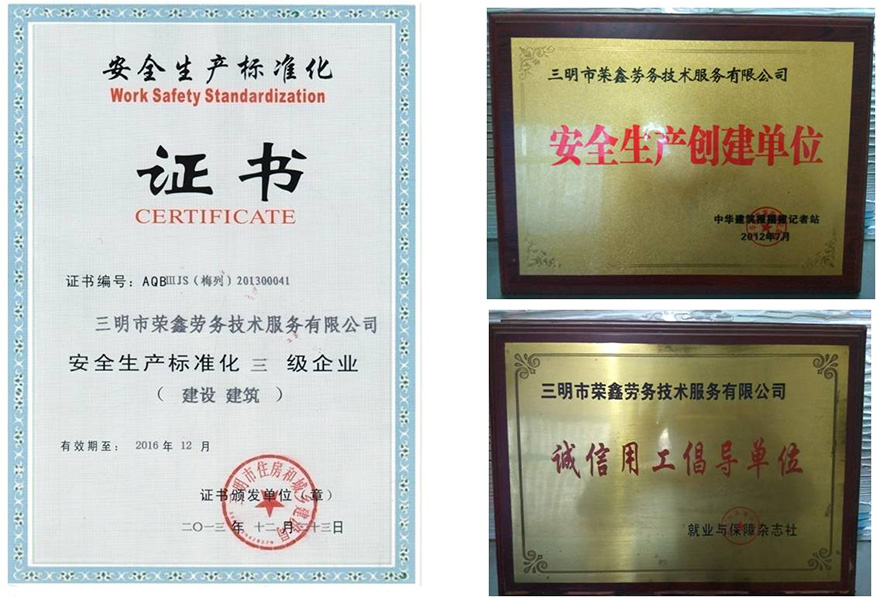 安全生产标准化
Work Safety Standardization
证书
CERTIFICATE
证书编号：AQBⅢJS（梅列）201300041
三明市荣鑫劳务技术服务有限公司
安全生产标准化 三 级企业
（ 建设 建筑 ）
有效期至： 2016 年 12 月
证书颁发单位（章）
二〇一三 年 十二 月 三十三日
三明市荣鑫劳务技术服务有限公司
安全生产创建单位
2012年7月
三明市荣鑫劳务技术服务有限公司
诚信用工倡导单位
就业与保障杂志社